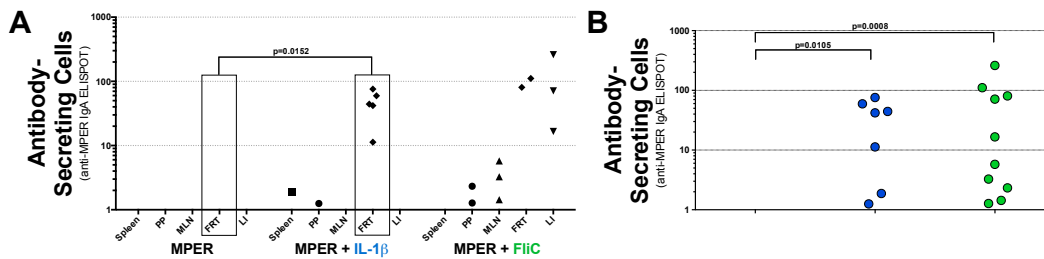 A
Antibody-
Secreting Cells
(anti-MPER IgA ELISPOT)
1000
100
10
1
p=0.0152
Spleen PP MLN FRT LI Spleen PP MLN FRT LI Spleen PP MLN FRT LI
MPER MPER + IL-1β MPER + FliC
B
Antibody-
Secreting Cells
(anti-MPER IgA ELISPOT)
1000
100
10
1
p=0.0008
p=0.0105